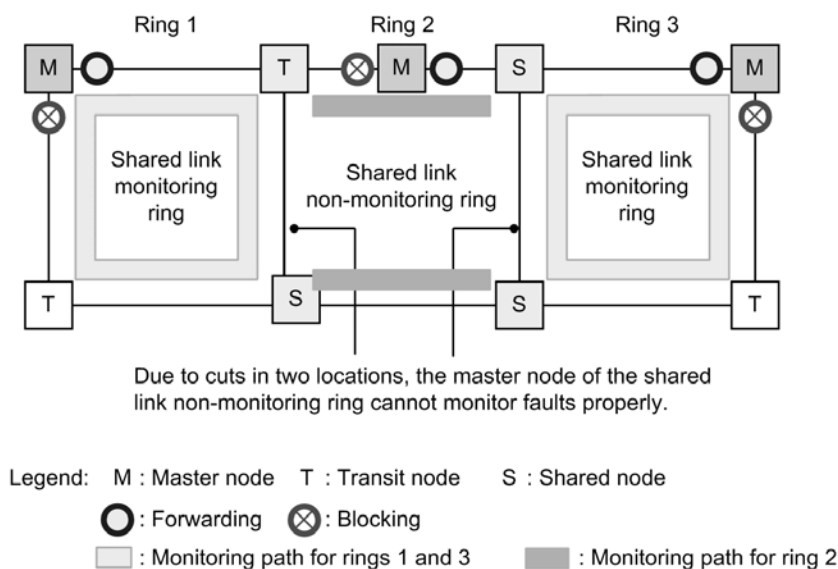 Ring 1 Ring 2 Ring 3
M T M S M
Shared link
monitoring
ring
Shared link
non-monitoring ring
Shared link
monitoring
ring
T S S T
Due to cuts in two locations, the master node of the shared
link non-monitoring ring cannot monitor faults properly.
Legend: M : Master node T : Transit node S : Shared node
: Forwarding : Blocking
: Monitoring path for rings 1 and 3 : Monitoring path for ring 2